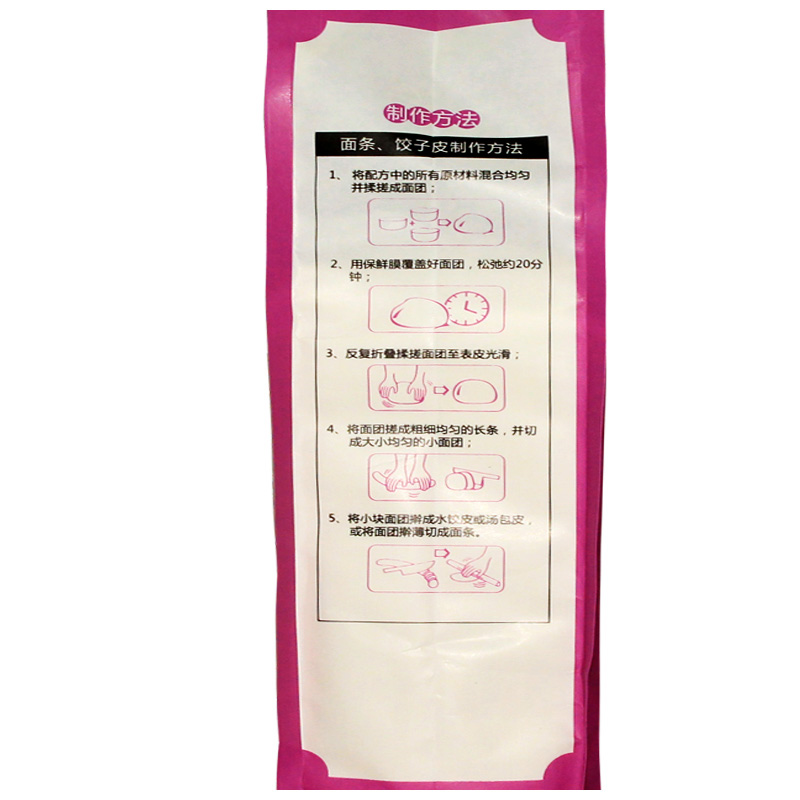 制作方法
面条、饺子皮制作方法
1、将配方中的所有原材料混合均匀
并揉搓成面团；
2、用保鲜膜覆盖好面团，松弛约20分
钟；
3、反复折叠揉搓面团至表皮光滑；
4、将面团搓成粗细均匀的长条，并切
成大小均匀的小面团；
5、将小块面团擀成水饺皮或汤包皮，
或将面团擀薄切成面条。